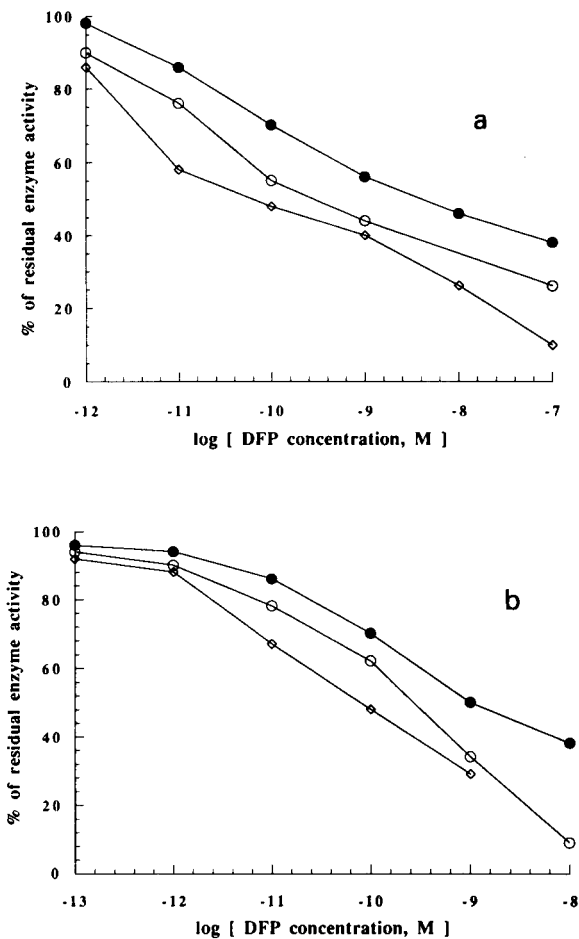 100
80
60
40
20
0
% of residual enzyme activity
a
-12 -11 -10 -9 -8 -7
log [ DFP concentration, M ]
100
80
60
40
20
0
% of residual enzyme activity
b
-13 -12 -11 -10 -9 -8
log [ DFP concentration, M ]